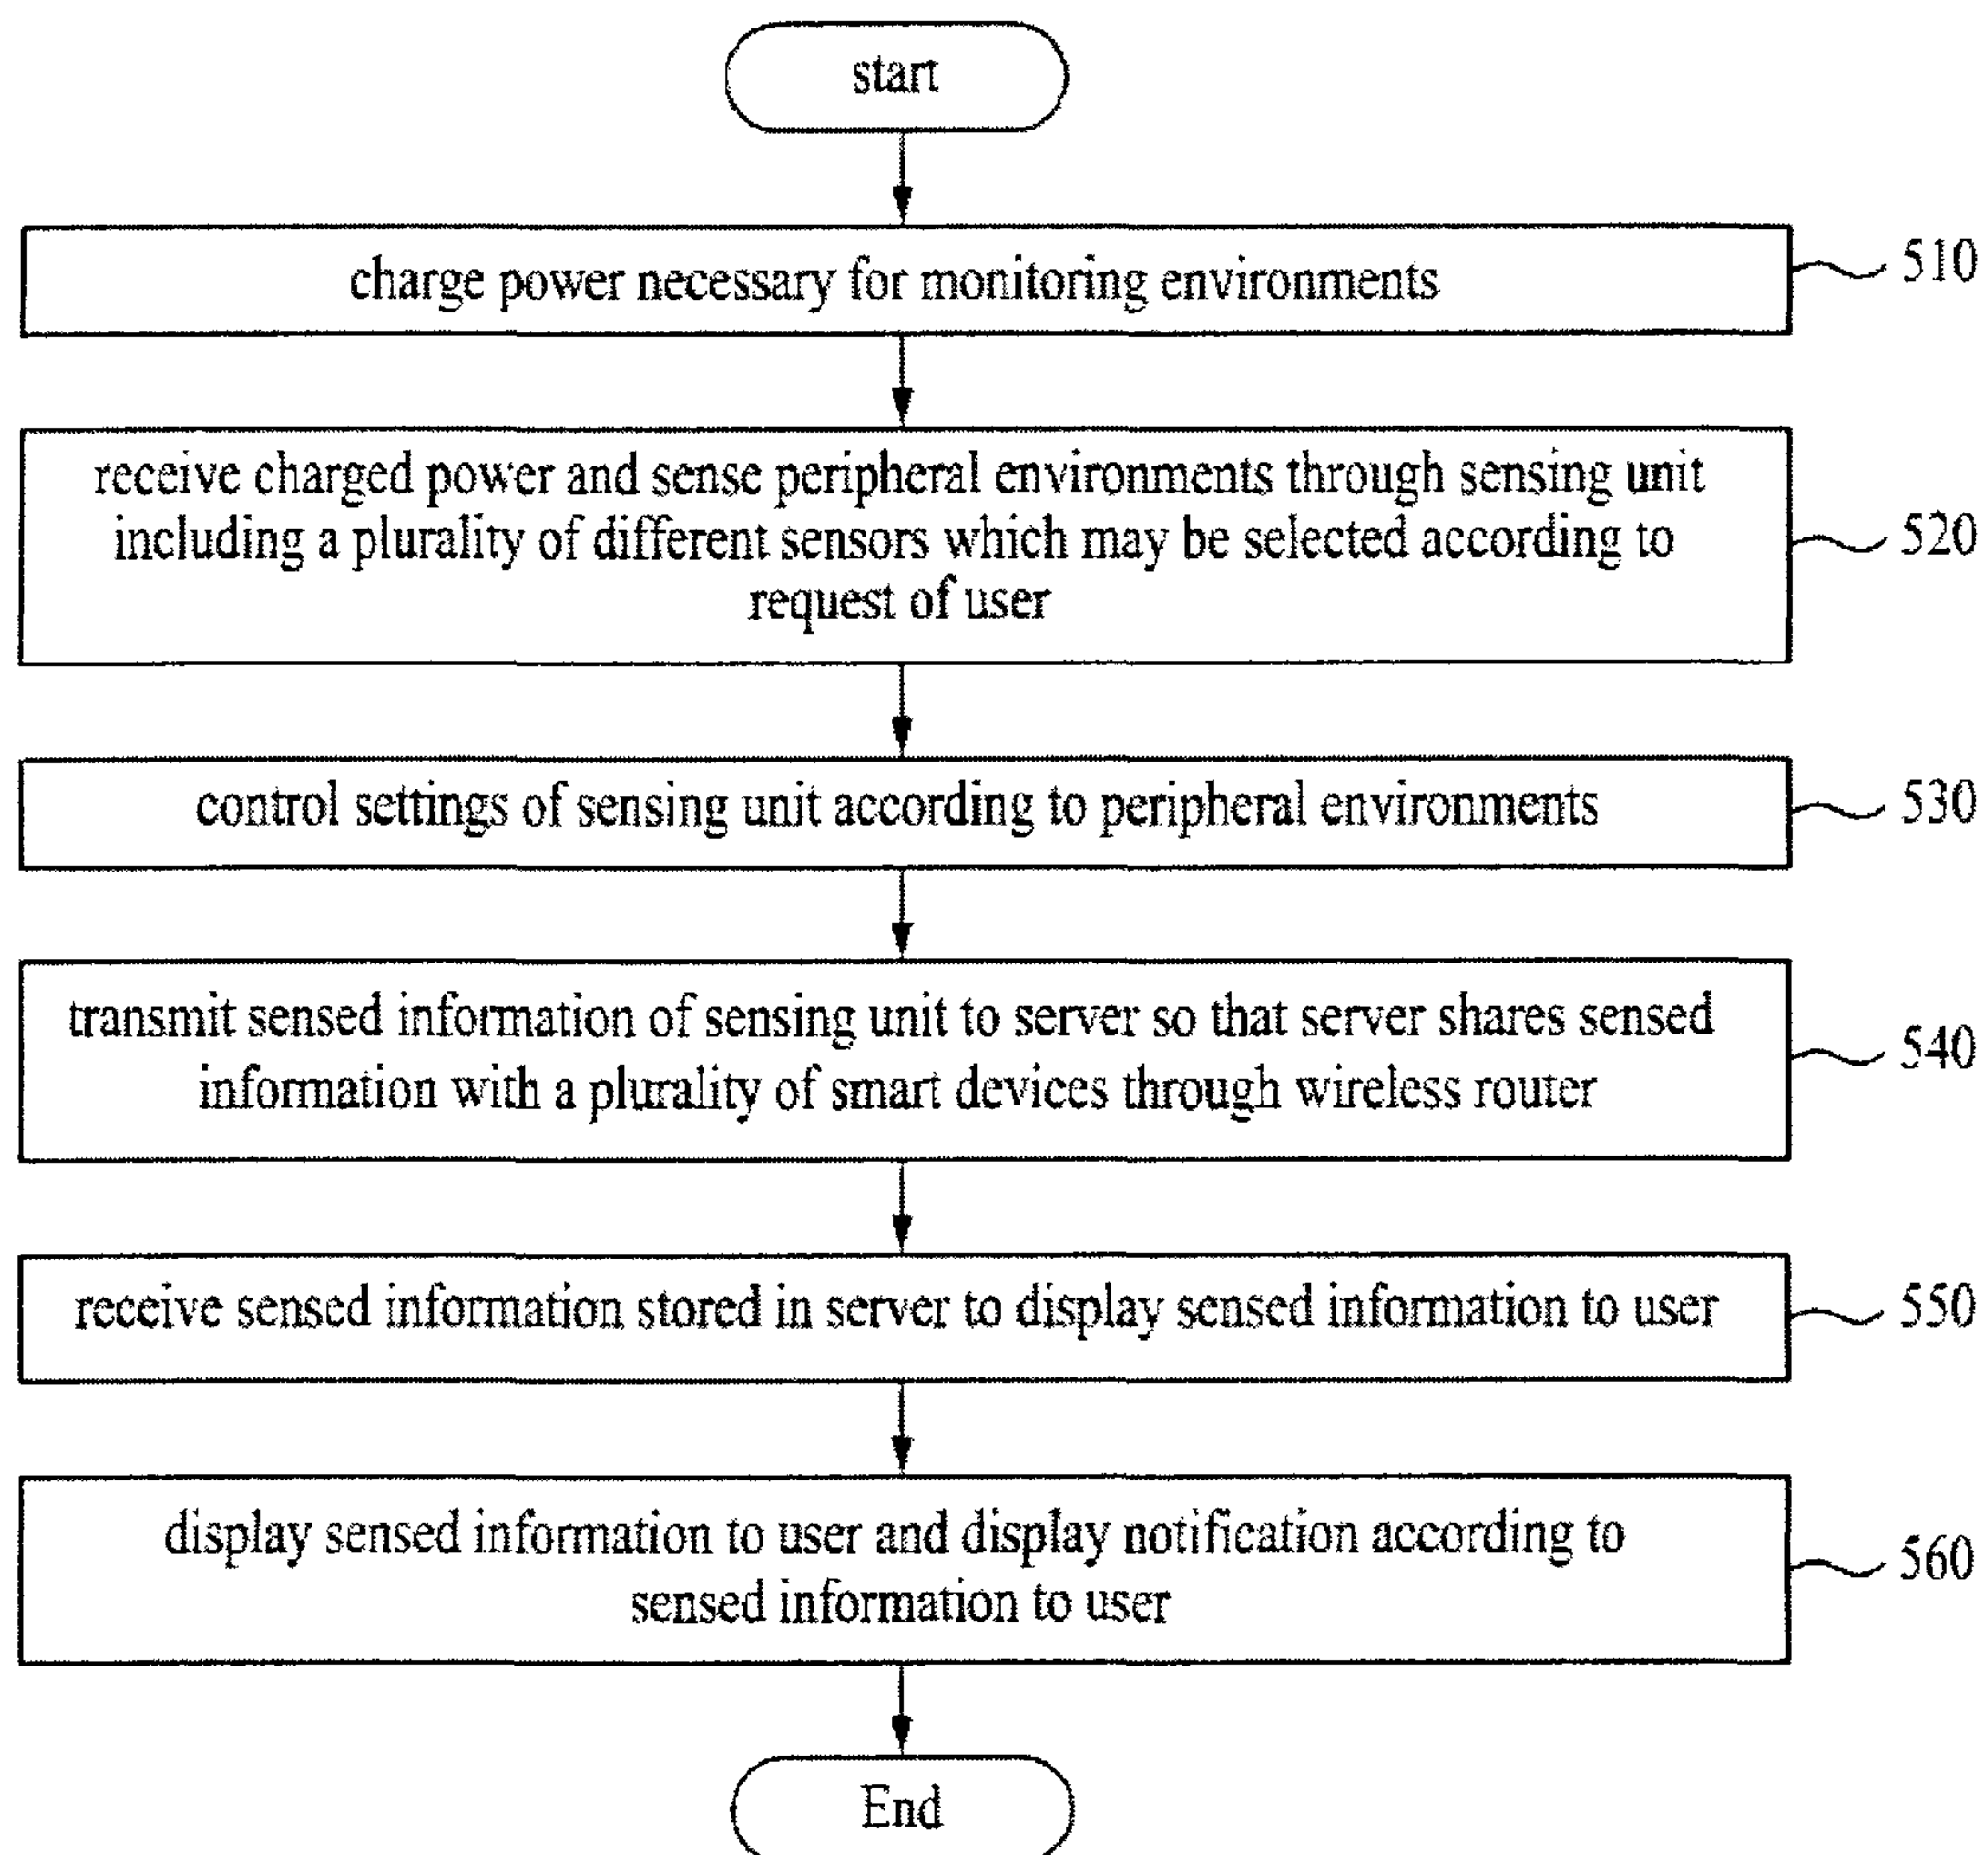 start
charge power necessary for monitoring environments
510
receive charged power and sense peripheral environments through sensing unit
including a plurality of different sensors which may be selected according to
request of user
520
control settings of sensing unit according to peripheral environments
530
transmit sensed information of sensing unit to server so that server shares sensed
information with a plurality of smart devices through wireless router
540
receive sensed information stored in server to display sensed information to user
550
display sensed information to user and display notification according to
sensed information to user
560
End